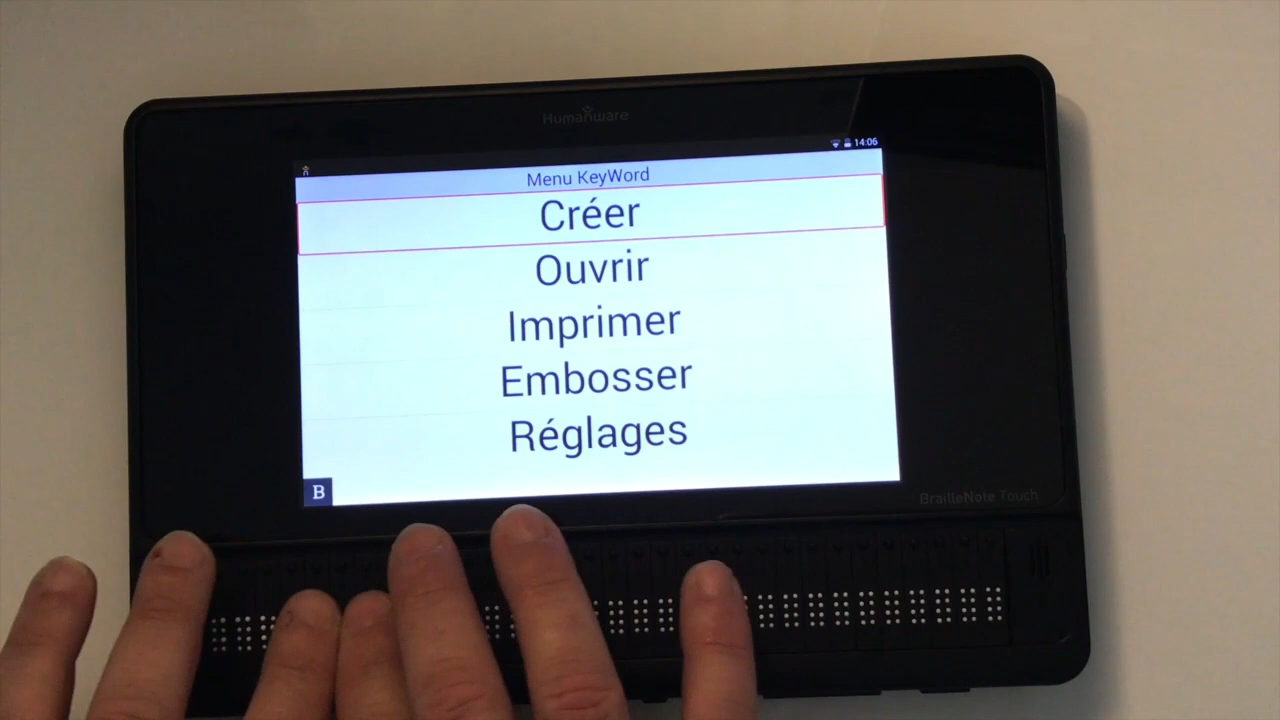 Humanware
14:06
Menu KeyWord
Créer
Ouvrir
Imprimer
Embosser
Réglages
B
BrailleNote Touch